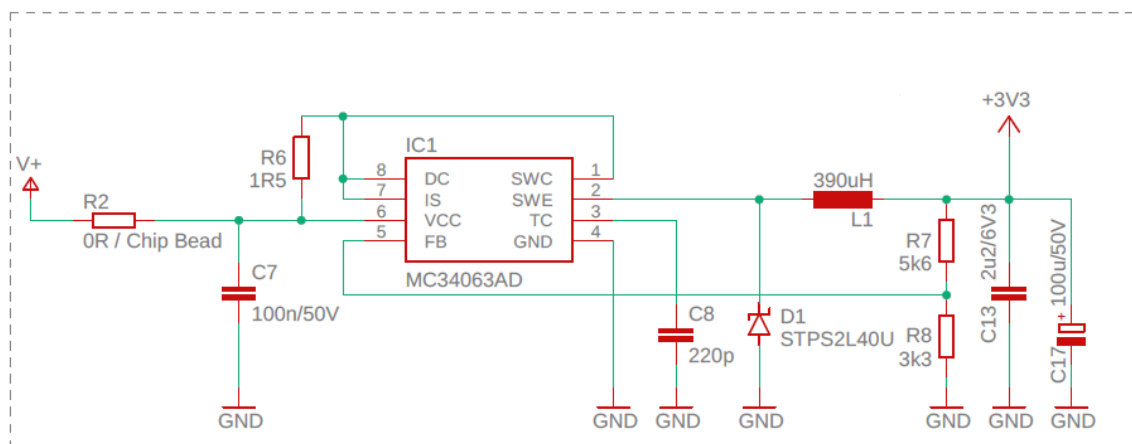 +3V3
V+
R6
1R5
IC1
8
7
6
5
DC
IS
VCC
FB
SWC
SWE
TC
GND
1
2
3
4
MC34063AD
R2
0R / Chip Bead
C7
100n/50V
390uH
L1
R7
5k6
R8
3k3
C8
220p
D1
STPS2L40U
C13
2u2/6V3
C17
+
100u/50V
GND
GND
GND
GND
GND
GND
GND